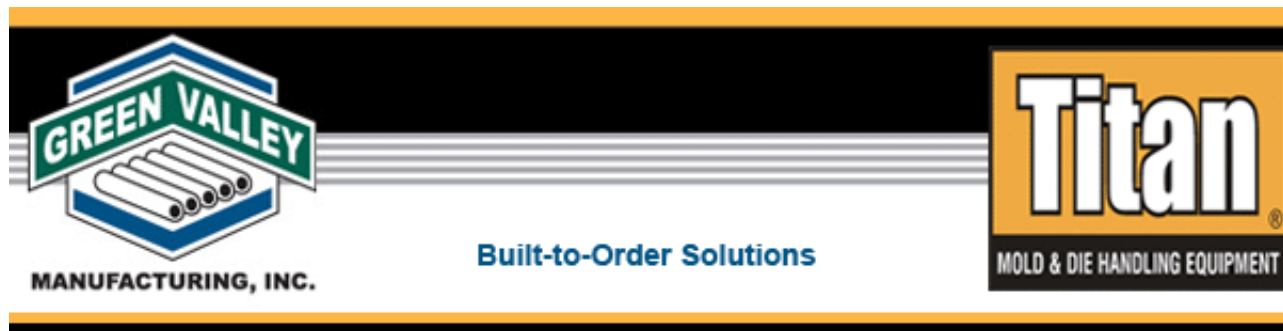 GREEN VALLEY
MANUFACTURING, INC.
Built-to-Order Solutions
Titan
®
MOLD & DIE HANDLING EQUIPMENT